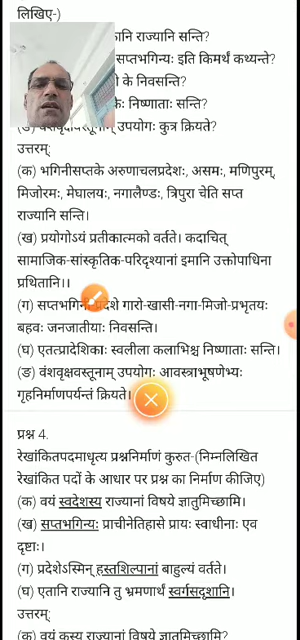 लिखिए-)
ानि राज्यानि सन्ति?
सप्तभगिन्यः इति किमर्थं कथ्यन्ते?
के निवसन्ति?
निष्णाताः सन्ति?
उपयोगः कुत्र क्रियते?
उत्तरम्:
(क) भगिनीसप्तके अरुणाचलप्रदेशः, असमः, मणिपुरम्,
मिजोरमः, मेघालयः, नगालैण्डः, त्रिपुरा चेति सप्त
राज्यानि सन्ति।
(ख) प्रयोगोऽयं प्रतीकात्मको वर्तते। कदाचित्
सामाजिक-सांस्कृतिक-परिदृश्यानां इमानि उक्तोपाधिना
प्रथितानि।।
(ग) सप्तभगिनी-प्रदेशे गारो-खासी-नगा-मिजो-प्रभृतयः
बहवः जनजातीयाः निवसन्ति।
(घ) एतत्प्रादेशिकाः स्वलीला कलाभिश्च निष्णाताः सन्ति।
(ङ) वंशवृक्षवस्तूनाम् उपयोगः आवस्त्राभूषणेभ्यः
गृहनिर्माणपर्यन्तं क्रियते।
प्रश्न 4.
रेखांकितपदमाधृत्य प्रश्ननिर्माणं कुरुत-(निम्नलिखित
रेखांकित पदों के आधार पर प्रश्न का निर्माण कीजिए)
(क) वयं स्वदेशस्य राज्यानां विषये ज्ञातुमिच्छामि।
(ख) सप्तभगिन्यः प्राचीनेतिहासे प्रायः स्वाधीनाः एव
दृष्टाः।
(ग) प्रदेशेऽस्मिन् हस्तशिल्पानां बाहुल्यं वर्तते।
(घ) एतानि राज्यानि तु भ्रमणार्थं स्वर्गसदृशानि।
उत्तरम्:
(क) वयं कस्य राज्यानां विषये ज्ञातुमिच्छामि?